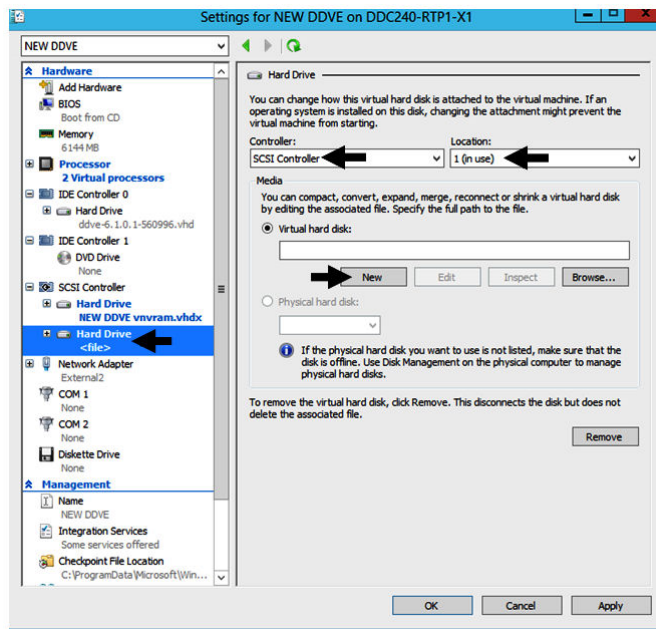 Settings for NEW DDVE on DDC240-RTP1-X1
NEW DDVE
Hardware
Add Hardware
BIOS
Boot from CD
Memory
6144 MB
Processor
2 Virtual processors
IDE Controller 0
Hard Drive
ddve-6.1.0.1-560996.vhd
IDE Controller 1
DVD Drive
None
SCSI Controller
Hard Drive
NEW DDVE vnvram.vhdx
Hard Drive
<file>
Network Adapter
External2
COM 1
None
COM 2
None
Diskette Drive
None
Management
Name
NEW DDVE
Integration Services
Some services offered
Checkpoint File Location
C:\ProgramData\Microsoft\Win...
Hard Drive
You can change how this virtual hard disk is attached to the virtual machine. If an
operating system is installed on this disk, changing the attachment might prevent the
virtual machine from starting.
Controller:
Location:
SCSI Controller
1 (in use)
Media
You can compact, convert, expand, merge, reconnect or shrink a virtual hard disk
by editing the associated file. Specify the full path to the file.
Virtual hard disk:
New
Edit
Inspect
Browse...
Physical hard disk:
If the physical hard disk you want to use is not listed, make sure that the
disk is offline. Use Disk Management on the physical computer to manage
physical hard disks.
To remove the virtual hard disk, click Remove. This disconnects the disk but does not
delete the associated file.
Remove
OK
Cancel
Apply